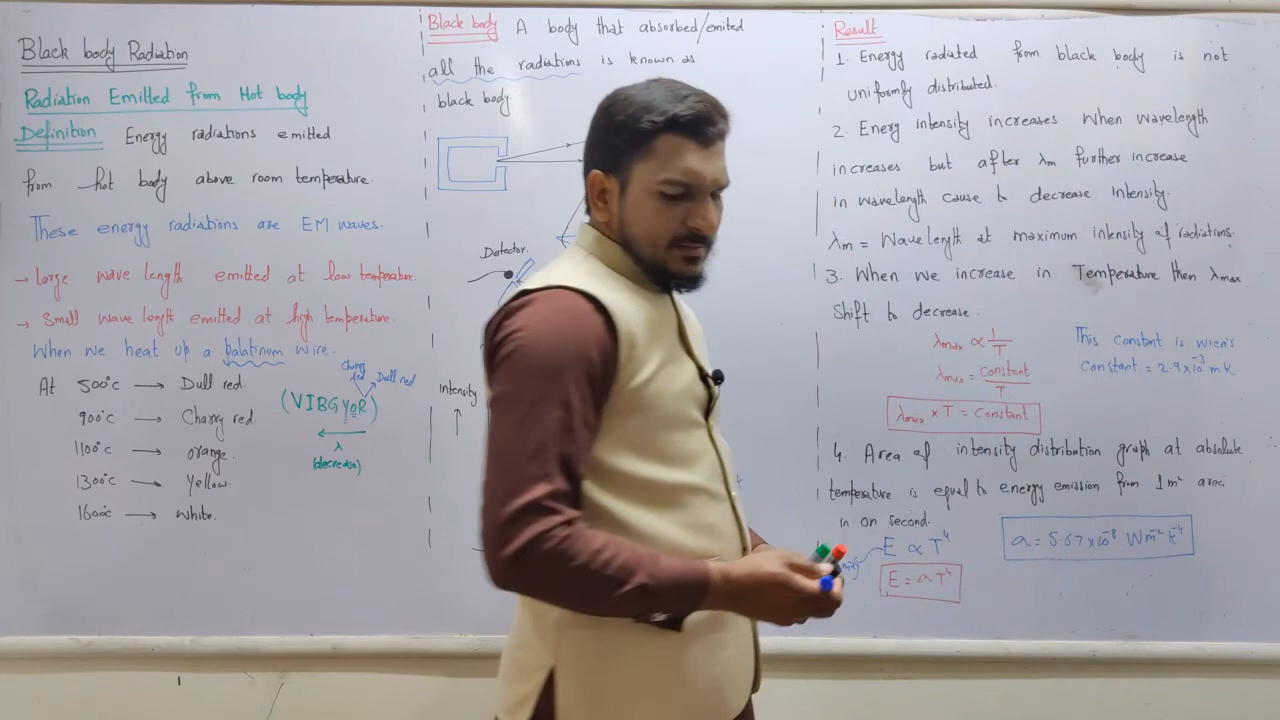 Black body Radiation
Radiation Emitted from Hot body
Definition Energy radiations emitted
from hot body above room temperature.
These energy radiations are EM waves.
→ large wave length emitted at low temperature.
→ Small wave length emitted at high temperature.
When we heat up a palatinum wire.
At 500°c → Dull red.
900°c → Charry red
1100°c → orange.
1300°c → Yellow.
1600c → White.
Charry red
Dull red
(VIBGYOR)
λ
(decrease)
Black body A body that absorbed/emited
all the radiations is known as
black body
Detector.
Intensity
Result
1. Energy radiated from black body is not
uniformly distributed.
2. Energ intensity increases when wavelength
increases but after λm further increase
in wavelength cause to decrease intensity.
λm = Wavelength at maximum intensity of radiations.
3. When we increase in Temperature then λmax
Shift to decrease.
λmax ∝ 1/T
λmax = constant/T
λmax × T = Constant
This constant is wien's
Constant = 2.9×10⁻³ mk
4. Area of intensity distribution graph at absolute
temperature is equal to energy emission from 1m² area
in on second.
E ∝ T⁴
E = aT⁴
a = 5.67×10⁻⁸ Wm⁻² k⁻⁴